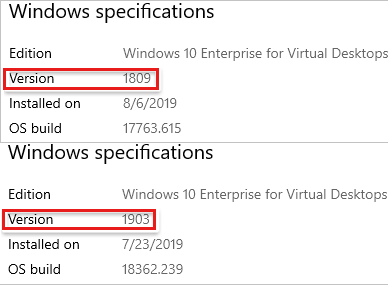 Windows specifications
Edition Windows 10 Enterprise for Virtual Desktops
Version 1809
Installed on 8/6/2019
OS build 17763.615
Windows specifications
Edition Windows 10 Enterprise for Virtual Desktops
Version 1903
Installed on 7/23/2019
OS build 18362.239